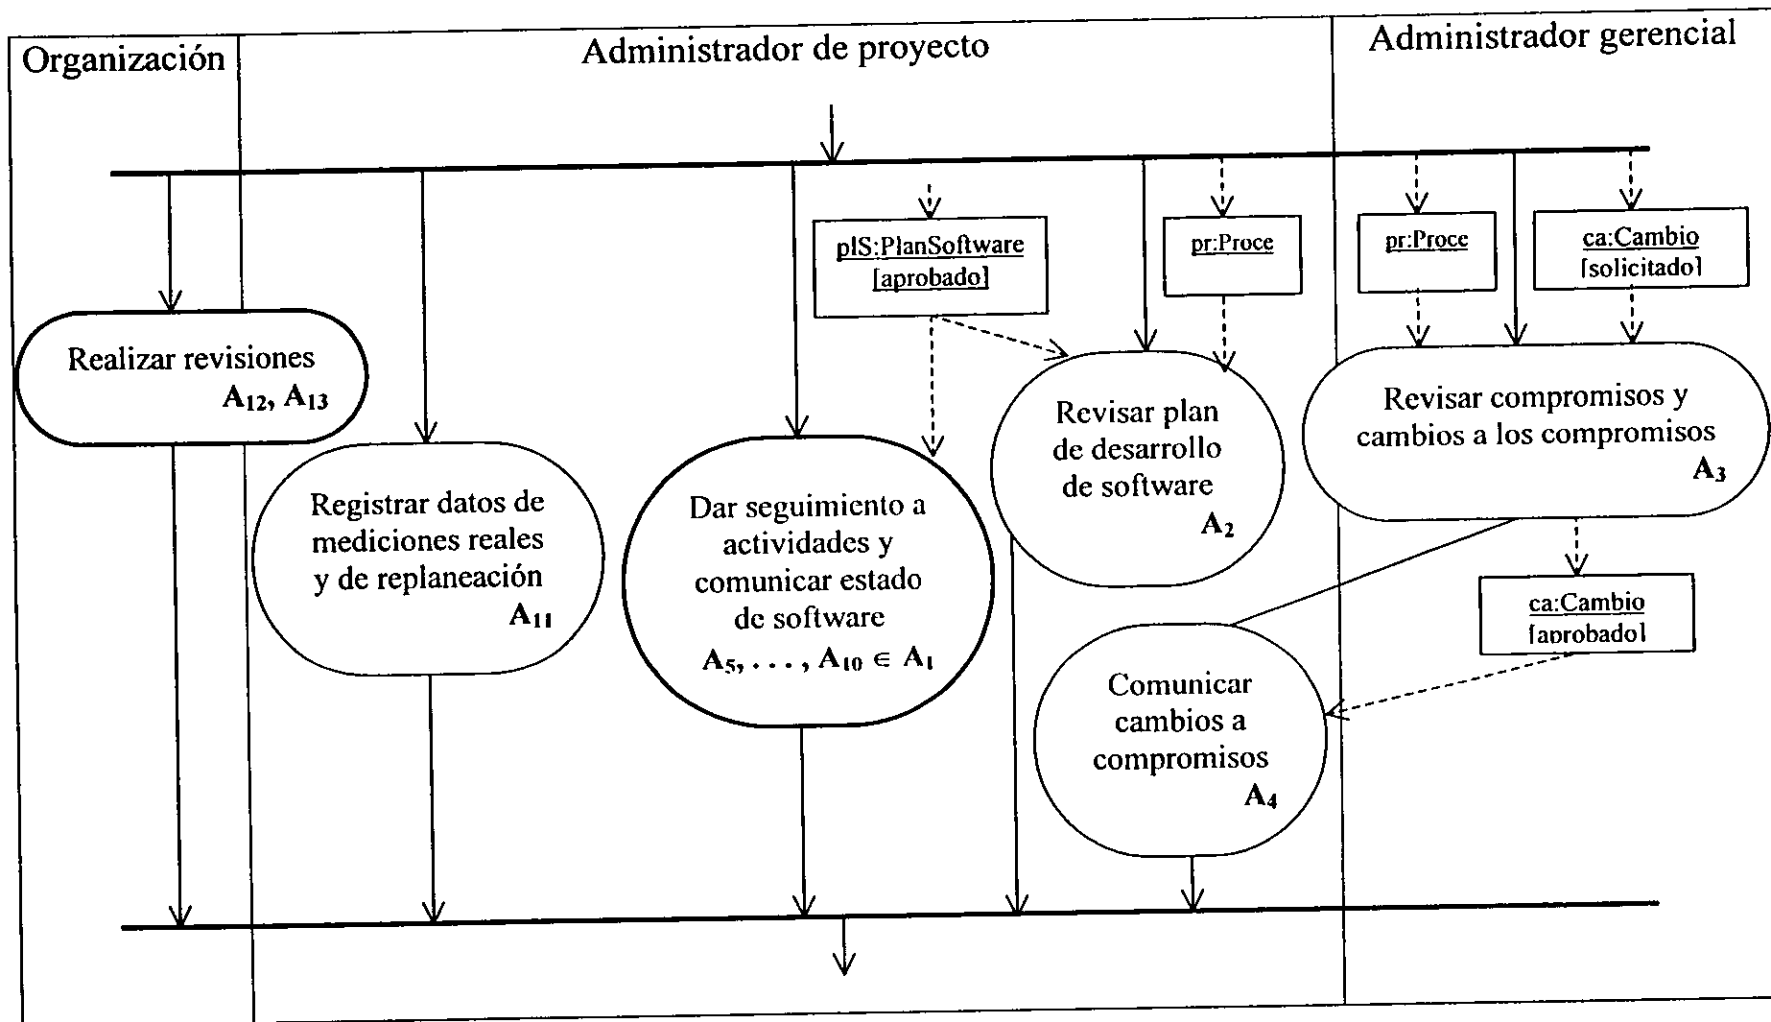 Organización
Administrador de proyecto
Administrador gerencial
plS:PlanSoftware
[aprobado]
pr:Proce
pr:Proce
ca:Cambio
[solicitado]
Realizar revisiones
A12, A13
Registrar datos de
mediciones reales
y de replaneación
A11
Dar seguimiento a
actividades y
comunicar estado
de software
A5, . . . , A10 ∈ A1
Revisar plan
de desarrollo
de software
A2
Revisar compromisos y
cambios a los compromisos
A3
ca:Cambio
[aprobado]
Comunicar
cambios a
compromisos
A4